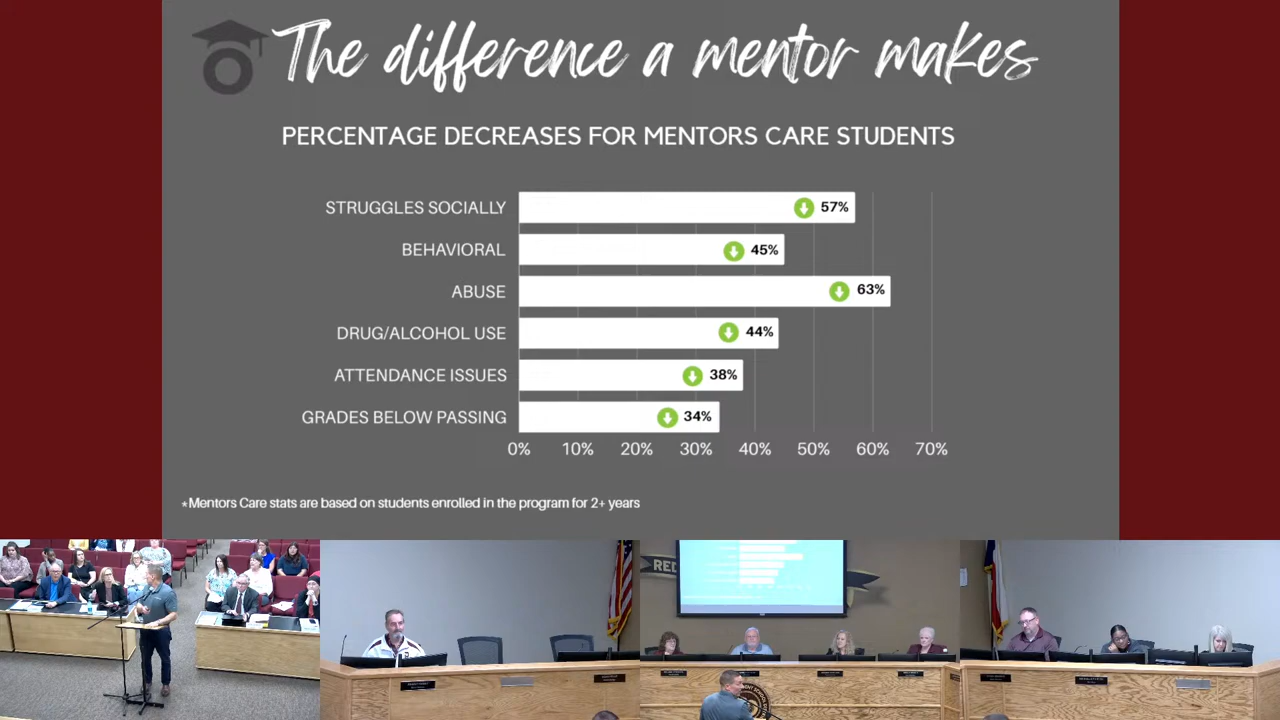 The difference a mentor makes
PERCENTAGE DECREASES FOR MENTORS CARE STUDENTS
STRUGGLES SOCIALLY 57%
BEHAVIORAL 45%
ABUSE 63%
DRUG/ALCOHOL USE 44%
ATTENDANCE ISSUES 38%
GRADES BELOW PASSING 34%
0% 10% 20% 30% 40% 50% 60% 70%
*Mentors Care stats are based on students enrolled in the program for 2+ years
RED